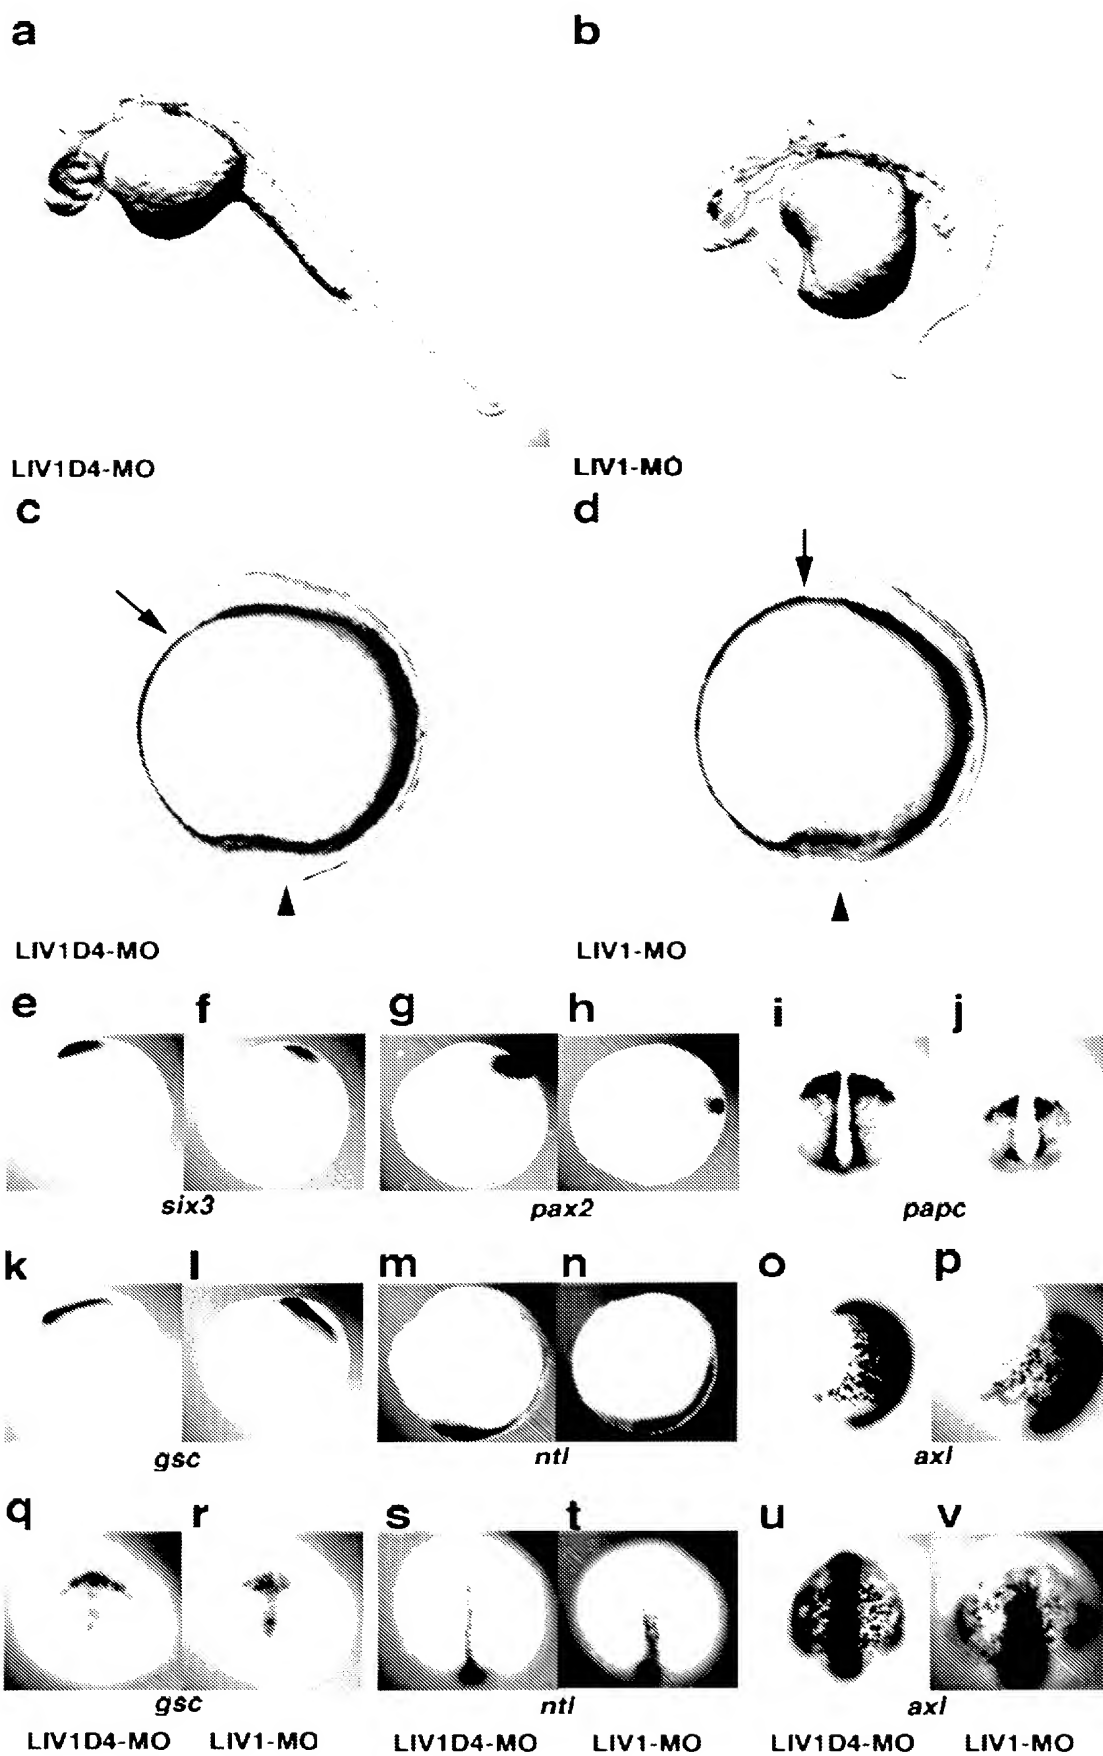 a b
LIV1D4-MO LIV1-MO
c d
LIV1D4-MO LIV1-MO
e f g h i j
six3 pax2 papc
k l m n o p
gsc ntl axl
q r s t u v
gsc ntl axl
LIV1D4-MO LIV1-MO LIV1D4-MO LIV1-MO LIV1D4-MO LIV1-MO